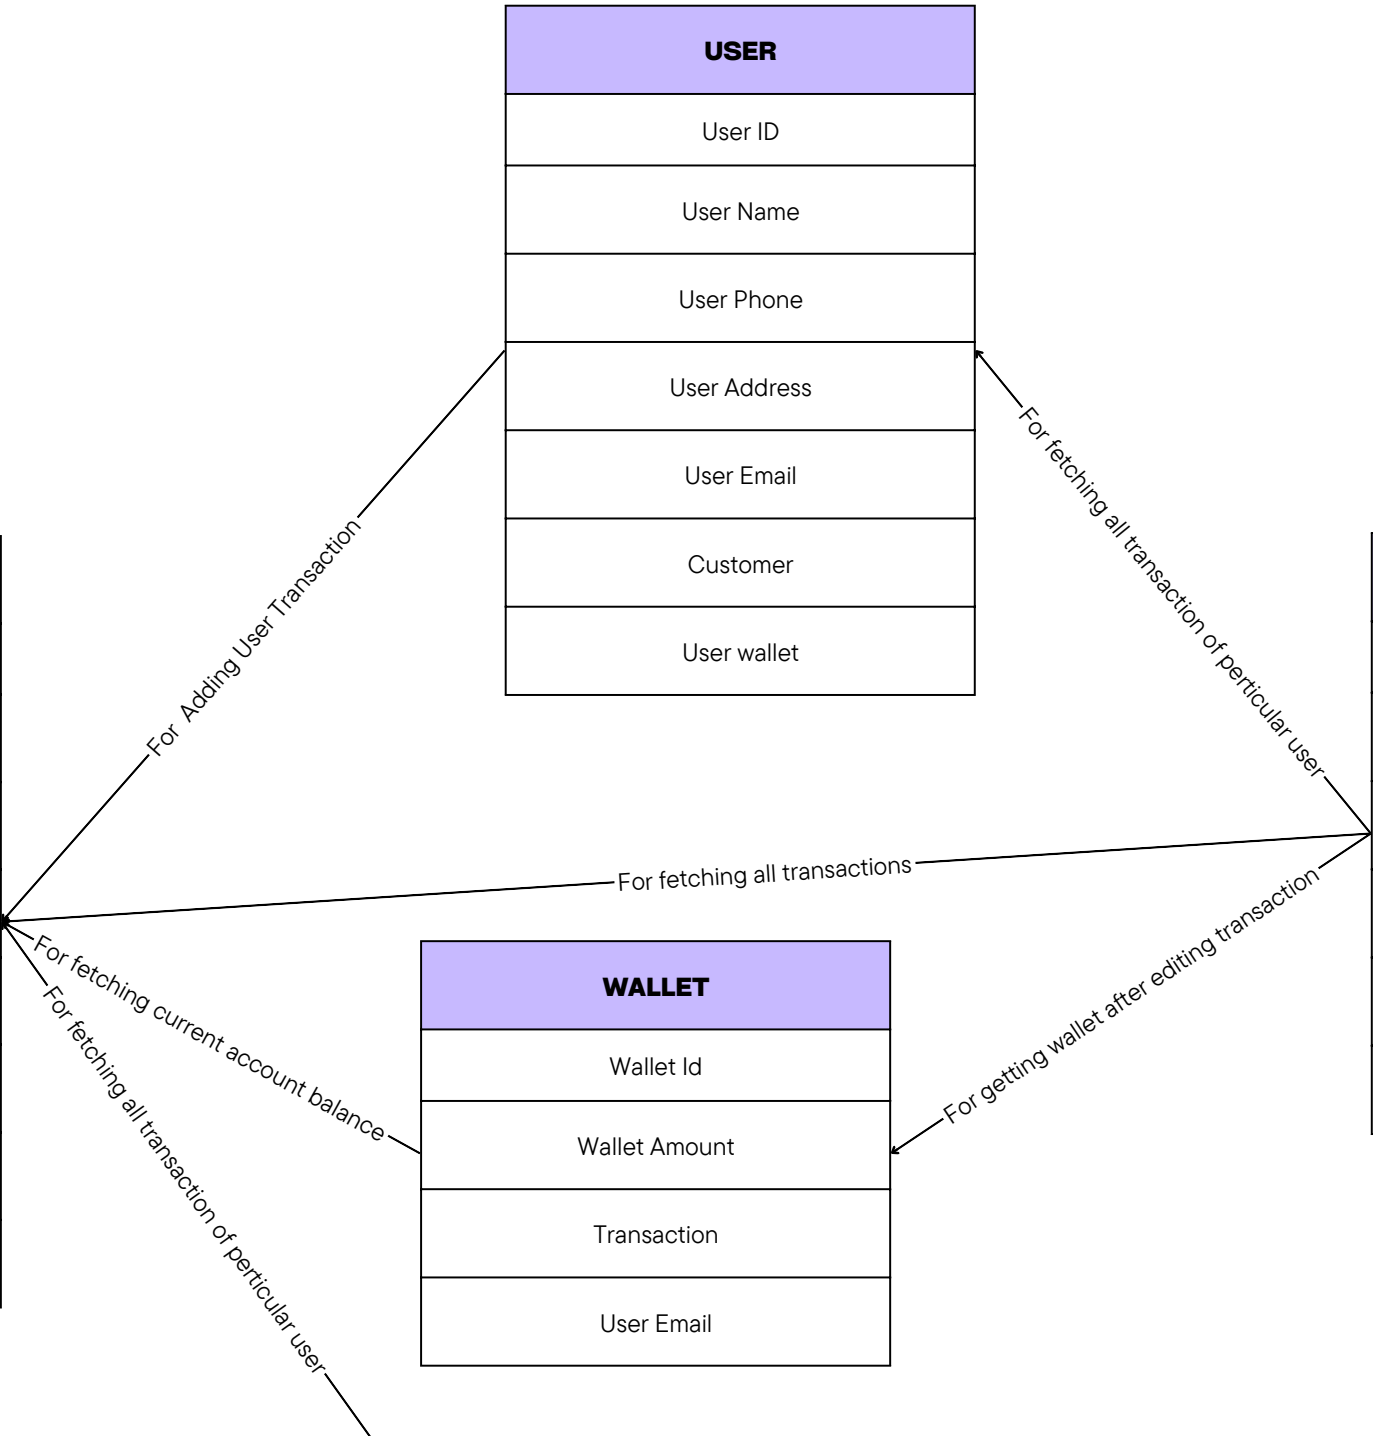 USER
User ID
User Name
User Phone
User Address
User Email
Customer
User wallet
For  Adding User Transaction
For fetching all transaction of perticular user
For fetching all transactions
For fetching current account balance
For getting wallet after editing transaction
For fetching all transaction of perticular user
WALLET
Wallet Id
Wallet Amount
Transaction
User Email